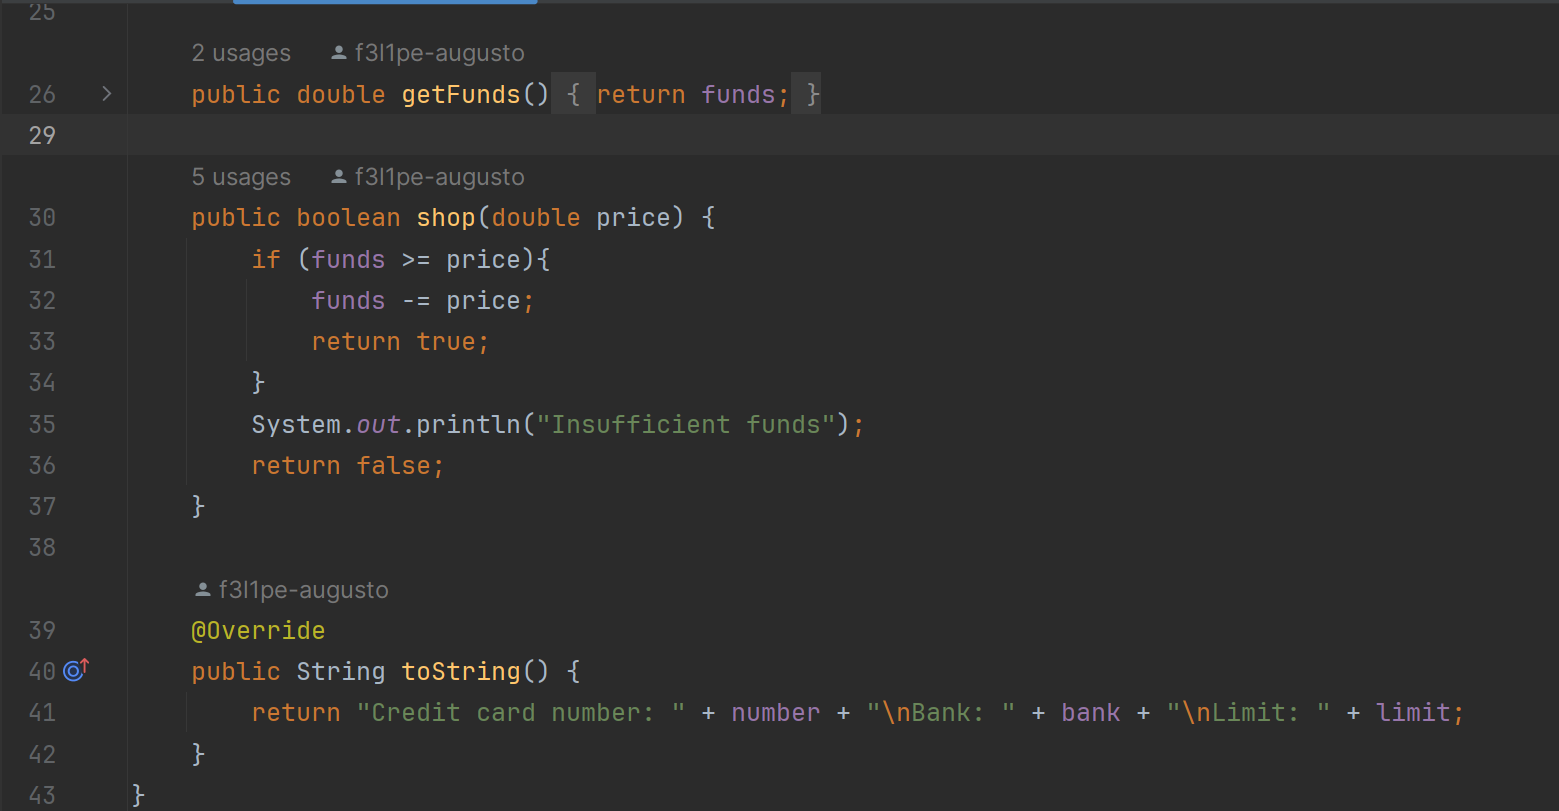 25
2 usages f3l1pe-augusto
26 public double getFunds() { return funds; }
29
5 usages f3l1pe-augusto
30 public boolean shop(double price) {
31 if (funds >= price){
32 funds -= price;
33 return true;
34 }
35 System.out.println("Insufficient funds");
36 return false;
37 }
38
f3l1pe-augusto
39 @Override
40 public String toString() {
41 return "Credit card number: " + number + "\nBank: " + bank + "\nLimit: " + limit;
42 }
43 }